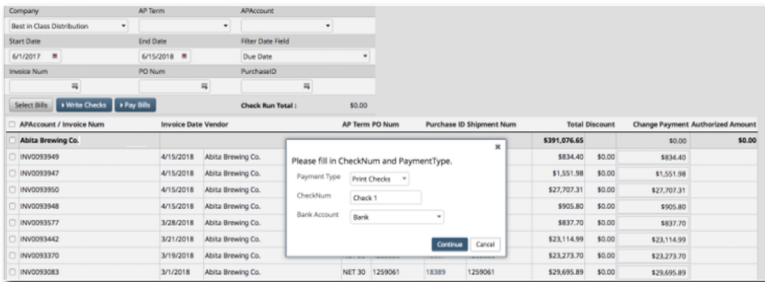 Company AP Term APAccount
Best in Class Distribution
Start Date End Date Filter Date Field
6/1/2017 6/15/2018 Due Date
Invoice Num PO Num PurchaseID
Select Bills Write Checks Pay Bills Check Run Total : $0.00
APAccount / Invoice Num Invoice Date Vendor AP Term PO Num Purchase ID Shipment Num Total Discount Change Payment Authorized Amount
Abita Brewing Co. $391,076.65 $0.00 $0.00
INV0093949 4/15/2018 Abita Brewing Co. $834.40 $0.00 $834.40
INV0093947 4/15/2018 Abita Brewing Co. $1,551.98 $0.00 $1,551.98
INV0093950 4/15/2018 Abita Brewing Co. $27,707.31 $0.00 $27,707.31
INV0093948 4/15/2018 Abita Brewing Co. $905.80 $0.00 $905.80
INV0093577 3/28/2018 Abita Brewing Co. $837.70 $0.00 $837.70
INV0093442 3/21/2018 Abita Brewing Co. $23,114.99 $0.00 $23,114.99
INV0093370 3/19/2018 Abita Brewing Co. $23,273.70 $0.00 $23,273.70
INV0093083 3/1/2018 Abita Brewing Co. NET 30 1259061 18389 1259061 $29,695.89 $0.00 $29,695.89
Please fill in CheckNum and PaymentType.
Payment Type Print Checks
CheckNum Check 1
Bank Account Bank
Continue Cancel